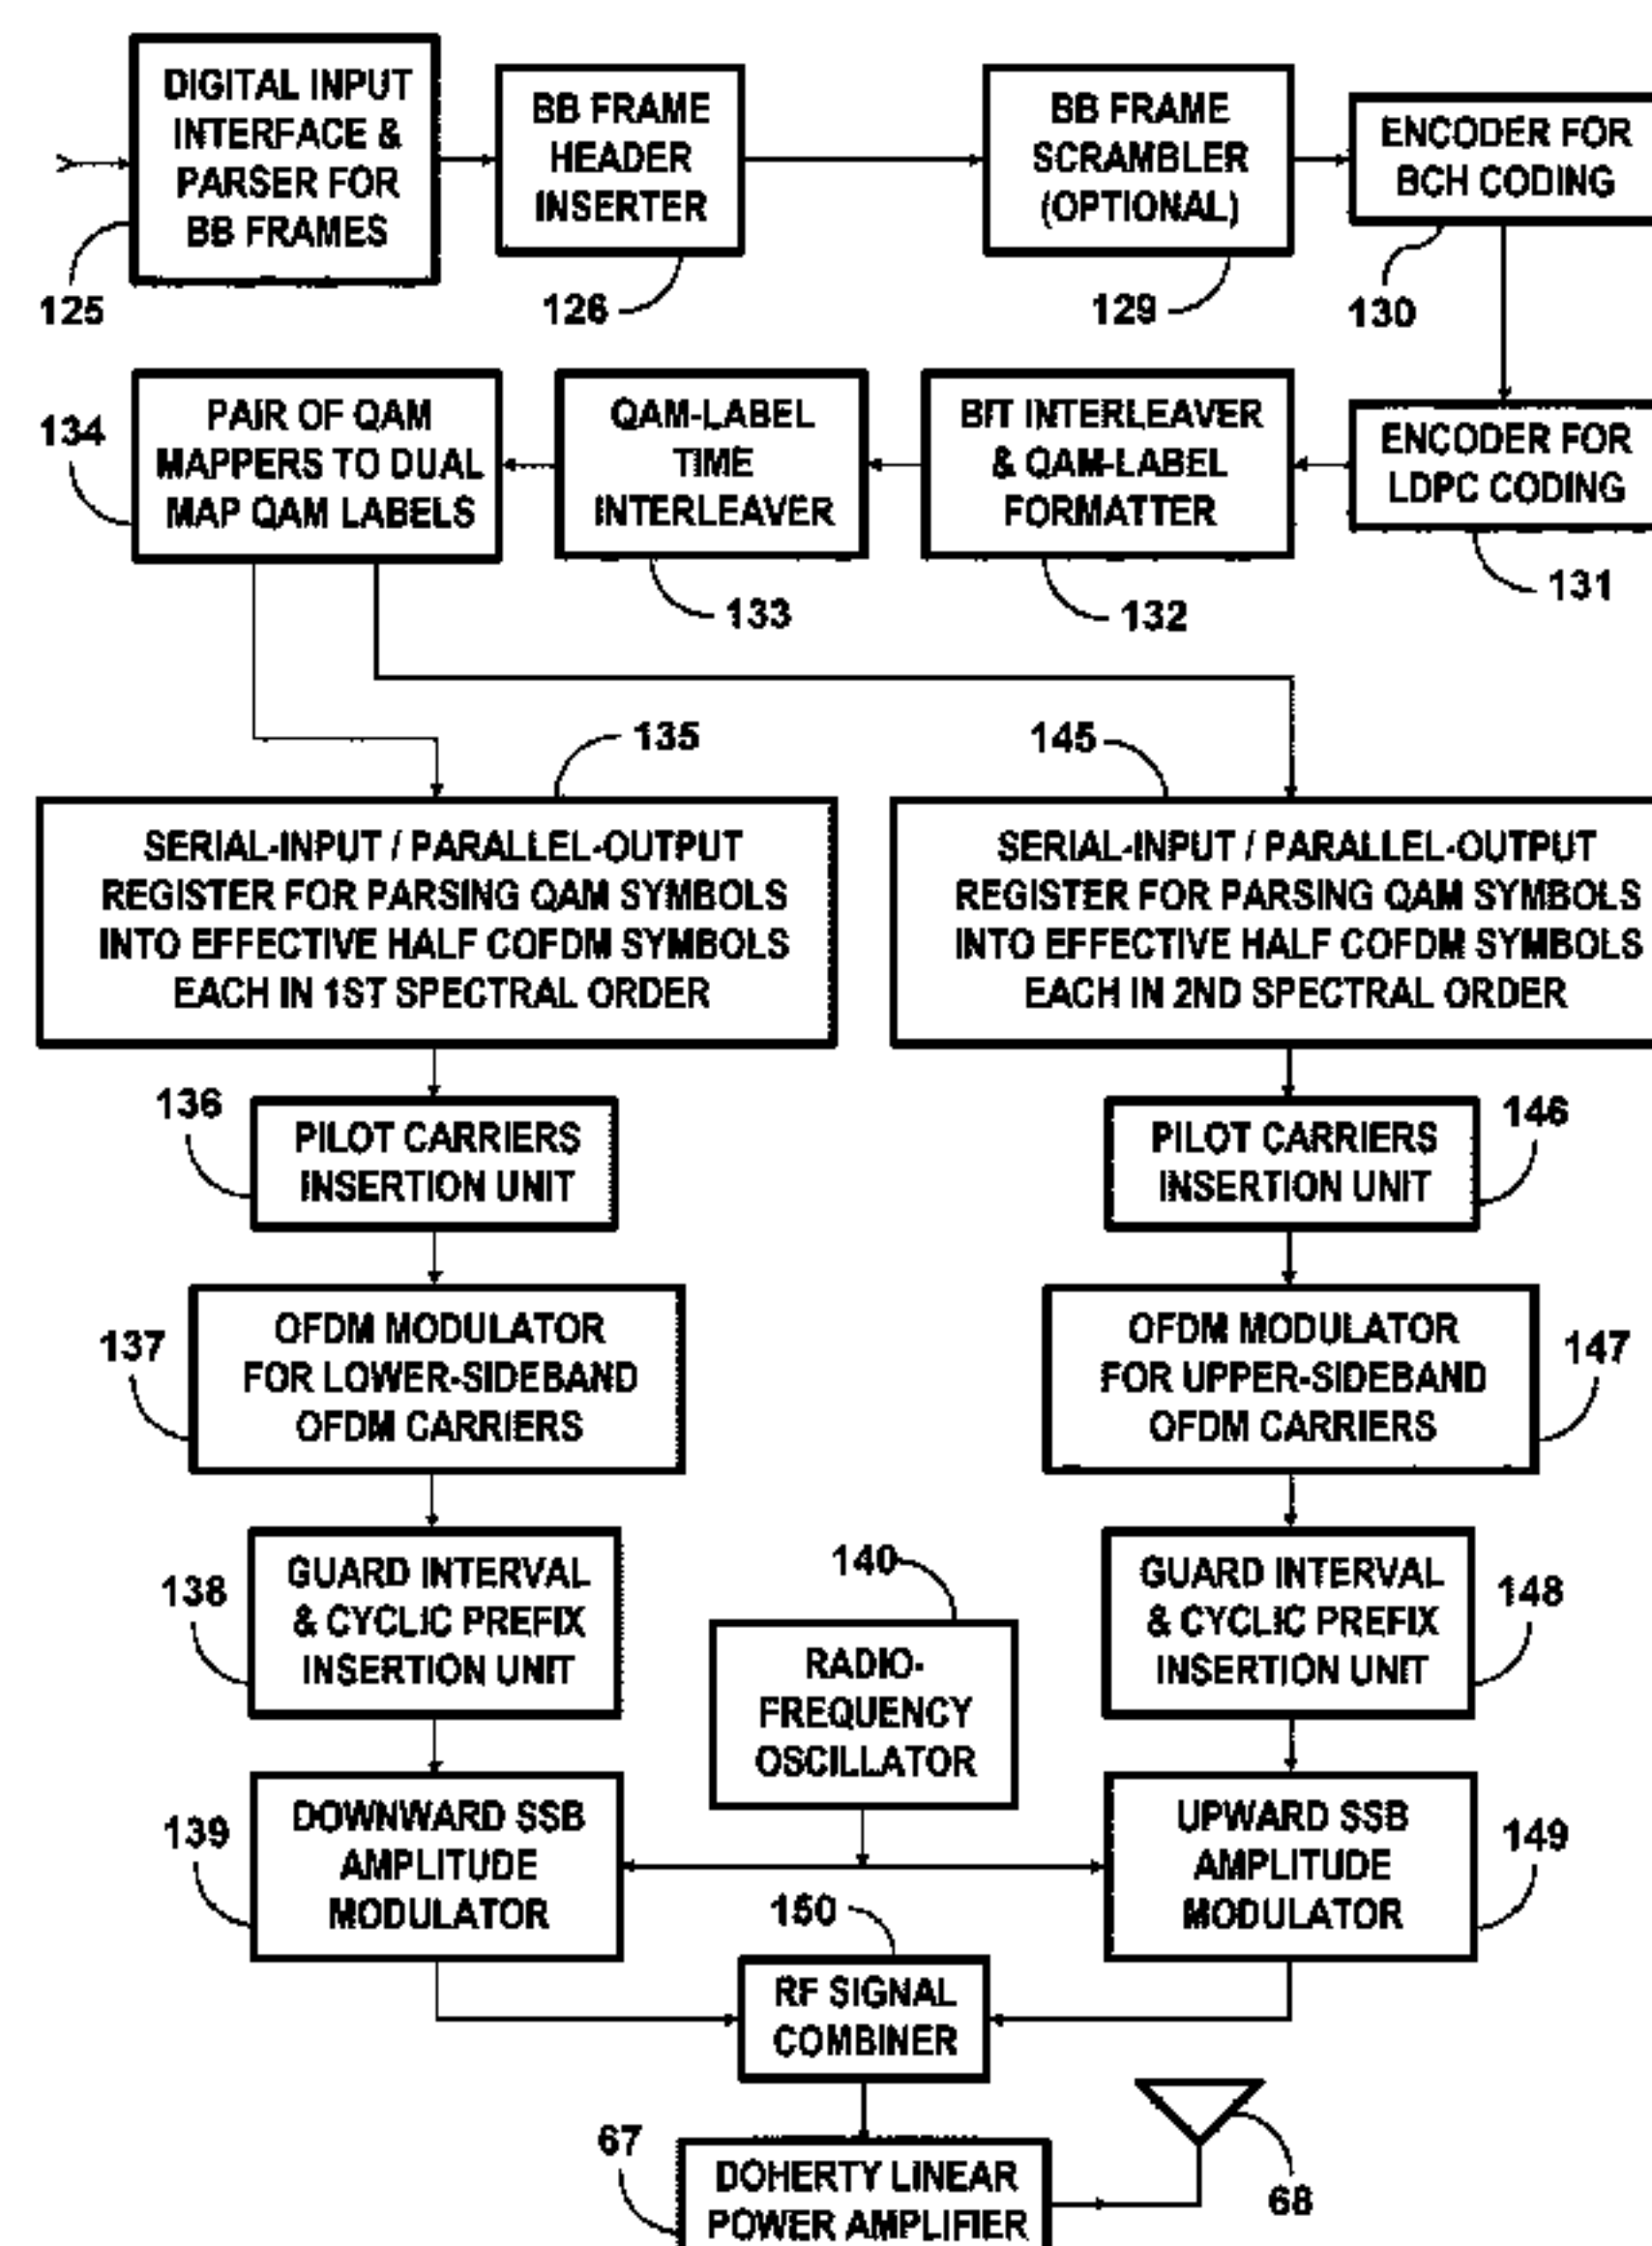 DIGITAL INPUT
INTERFACE &
PARSER FOR
BB FRAMES
125
BB FRAME
HEADER
INSERTER
126
BB FRAME
SCRAMBLER
(OPTIONAL)
129
ENCODER FOR
BCH CODING
130
134
PAIR OF QAM
MAPPERS TO DUAL
MAP QAM LABELS
QAM-LABEL
TIME
INTERLEAVER
133
BIT INTERLEAVER
& QAM-LABEL
FORMATTER
132
ENCODER FOR
LDPC CODING
131
135
145
SERIAL-INPUT / PARALLEL-OUTPUT
REGISTER FOR PARSING QAM SYMBOLS
INTO EFFECTIVE HALF COFDM SYMBOLS
EACH IN 1ST SPECTRAL ORDER
SERIAL-INPUT / PARALLEL-OUTPUT
REGISTER FOR PARSING QAM SYMBOLS
INTO EFFECTIVE HALF COFDM SYMBOLS
EACH IN 2ND SPECTRAL ORDER
136
PILOT CARRIERS
INSERTION UNIT
PILOT CARRIERS
INSERTION UNIT
146
137
OFDM MODULATOR
FOR LOWER-SIDEBAND
OFDM CARRIERS
OFDM MODULATOR
FOR UPPER-SIDEBAND
OFDM CARRIERS
147
138
GUARD INTERVAL
& CYCLIC PREFIX
INSERTION UNIT
140
RADIO-
FREQUENCY
OSCILLATOR
GUARD INTERVAL
& CYCLIC PREFIX
INSERTION UNIT
148
139
DOWNWARD SSB
AMPLITUDE
MODULATOR
UPWARD SSB
AMPLITUDE
MODULATOR
149
150
RF SIGNAL
COMBINER
67
DOHERTY LINEAR
POWER AMPLIFIER
68